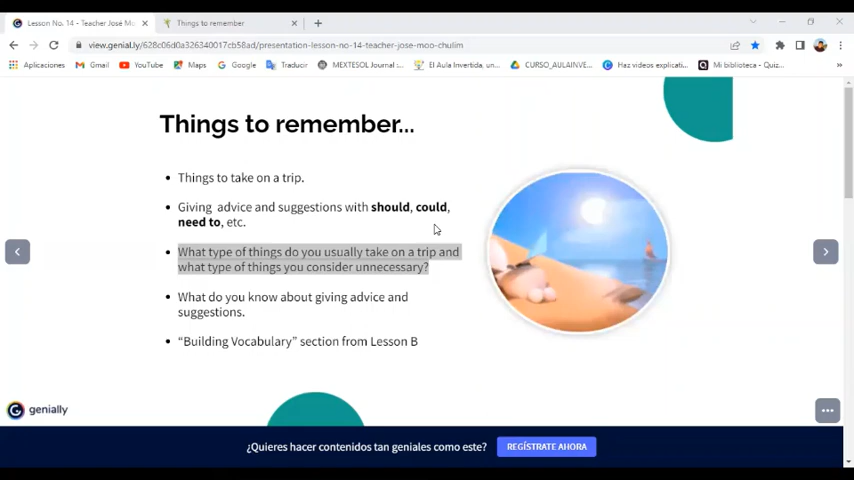 Lesson No. 14 - Teacher José Mo
Things to remember
view.genial.ly/628c06d0a326340017cb58ad/presentation-lesson-no-14-teacher-jose-moo-chulim
Aplicaciones
Gmail
YouTube
Maps
Google
Traducir
MEXTESOL Journal :...
El Aula Invertida, un...
CURSO_AULAINVE...
Haz videos explicati...
Mi biblioteca - Quiz...
Things to remember...
Things to take on a trip.
Giving advice and suggestions with should, could,
need to, etc.
What type of things do you usually take on a trip and
what type of things you consider unnecessary?
What do you know about giving advice and
suggestions.
“Building Vocabulary” section from Lesson B
genially
¿Quieres hacer contenidos tan geniales como este?
REGÍSTRATE AHORA